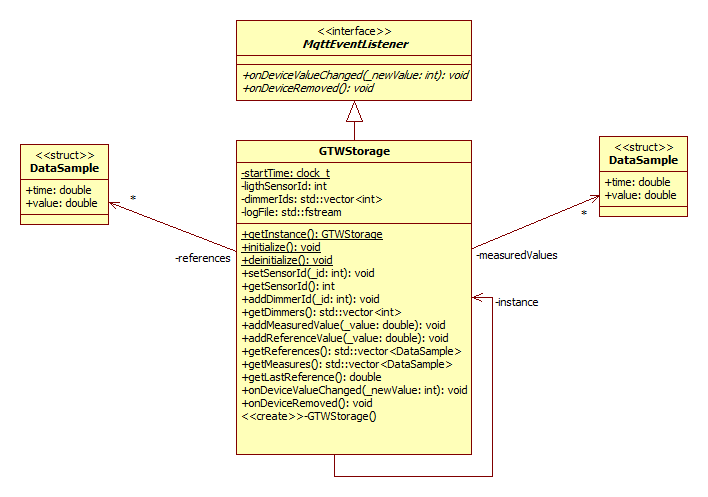 <<interface>>
MqttEventListener
+onDeviceValueChanged(_newValue: int): void
+onDeviceRemoved(): void
<<struct>>
DataSample
+time: double
+value: double
*
-references
GTWStorage
-startTime: clock_t
-ligthSensorId: int
-dimmerIds: std::vector<int>
-logFile: std::fstream
+getInstance(): GTWStorage
+initialize(): void
+deinitialize(): void
+setSensorId(_id: int): void
+getSensorId(): int
+addDimmerId(_id: int): void
+getDimmers(): std::vector<int>
+addMeasuredValue(_value: double): void
+addReferenceValue(_value: double): void
+getReferences(): std::vector<DataSample>
+getMeasures(): std::vector<DataSample>
+getLastReference(): double
+onDeviceValueChanged(_newValue: int): void
+onDeviceRemoved(): void
<<create>>-GTWStorage()
<<struct>>
DataSample
+time: double
+value: double
*
-measuredValues
-instance